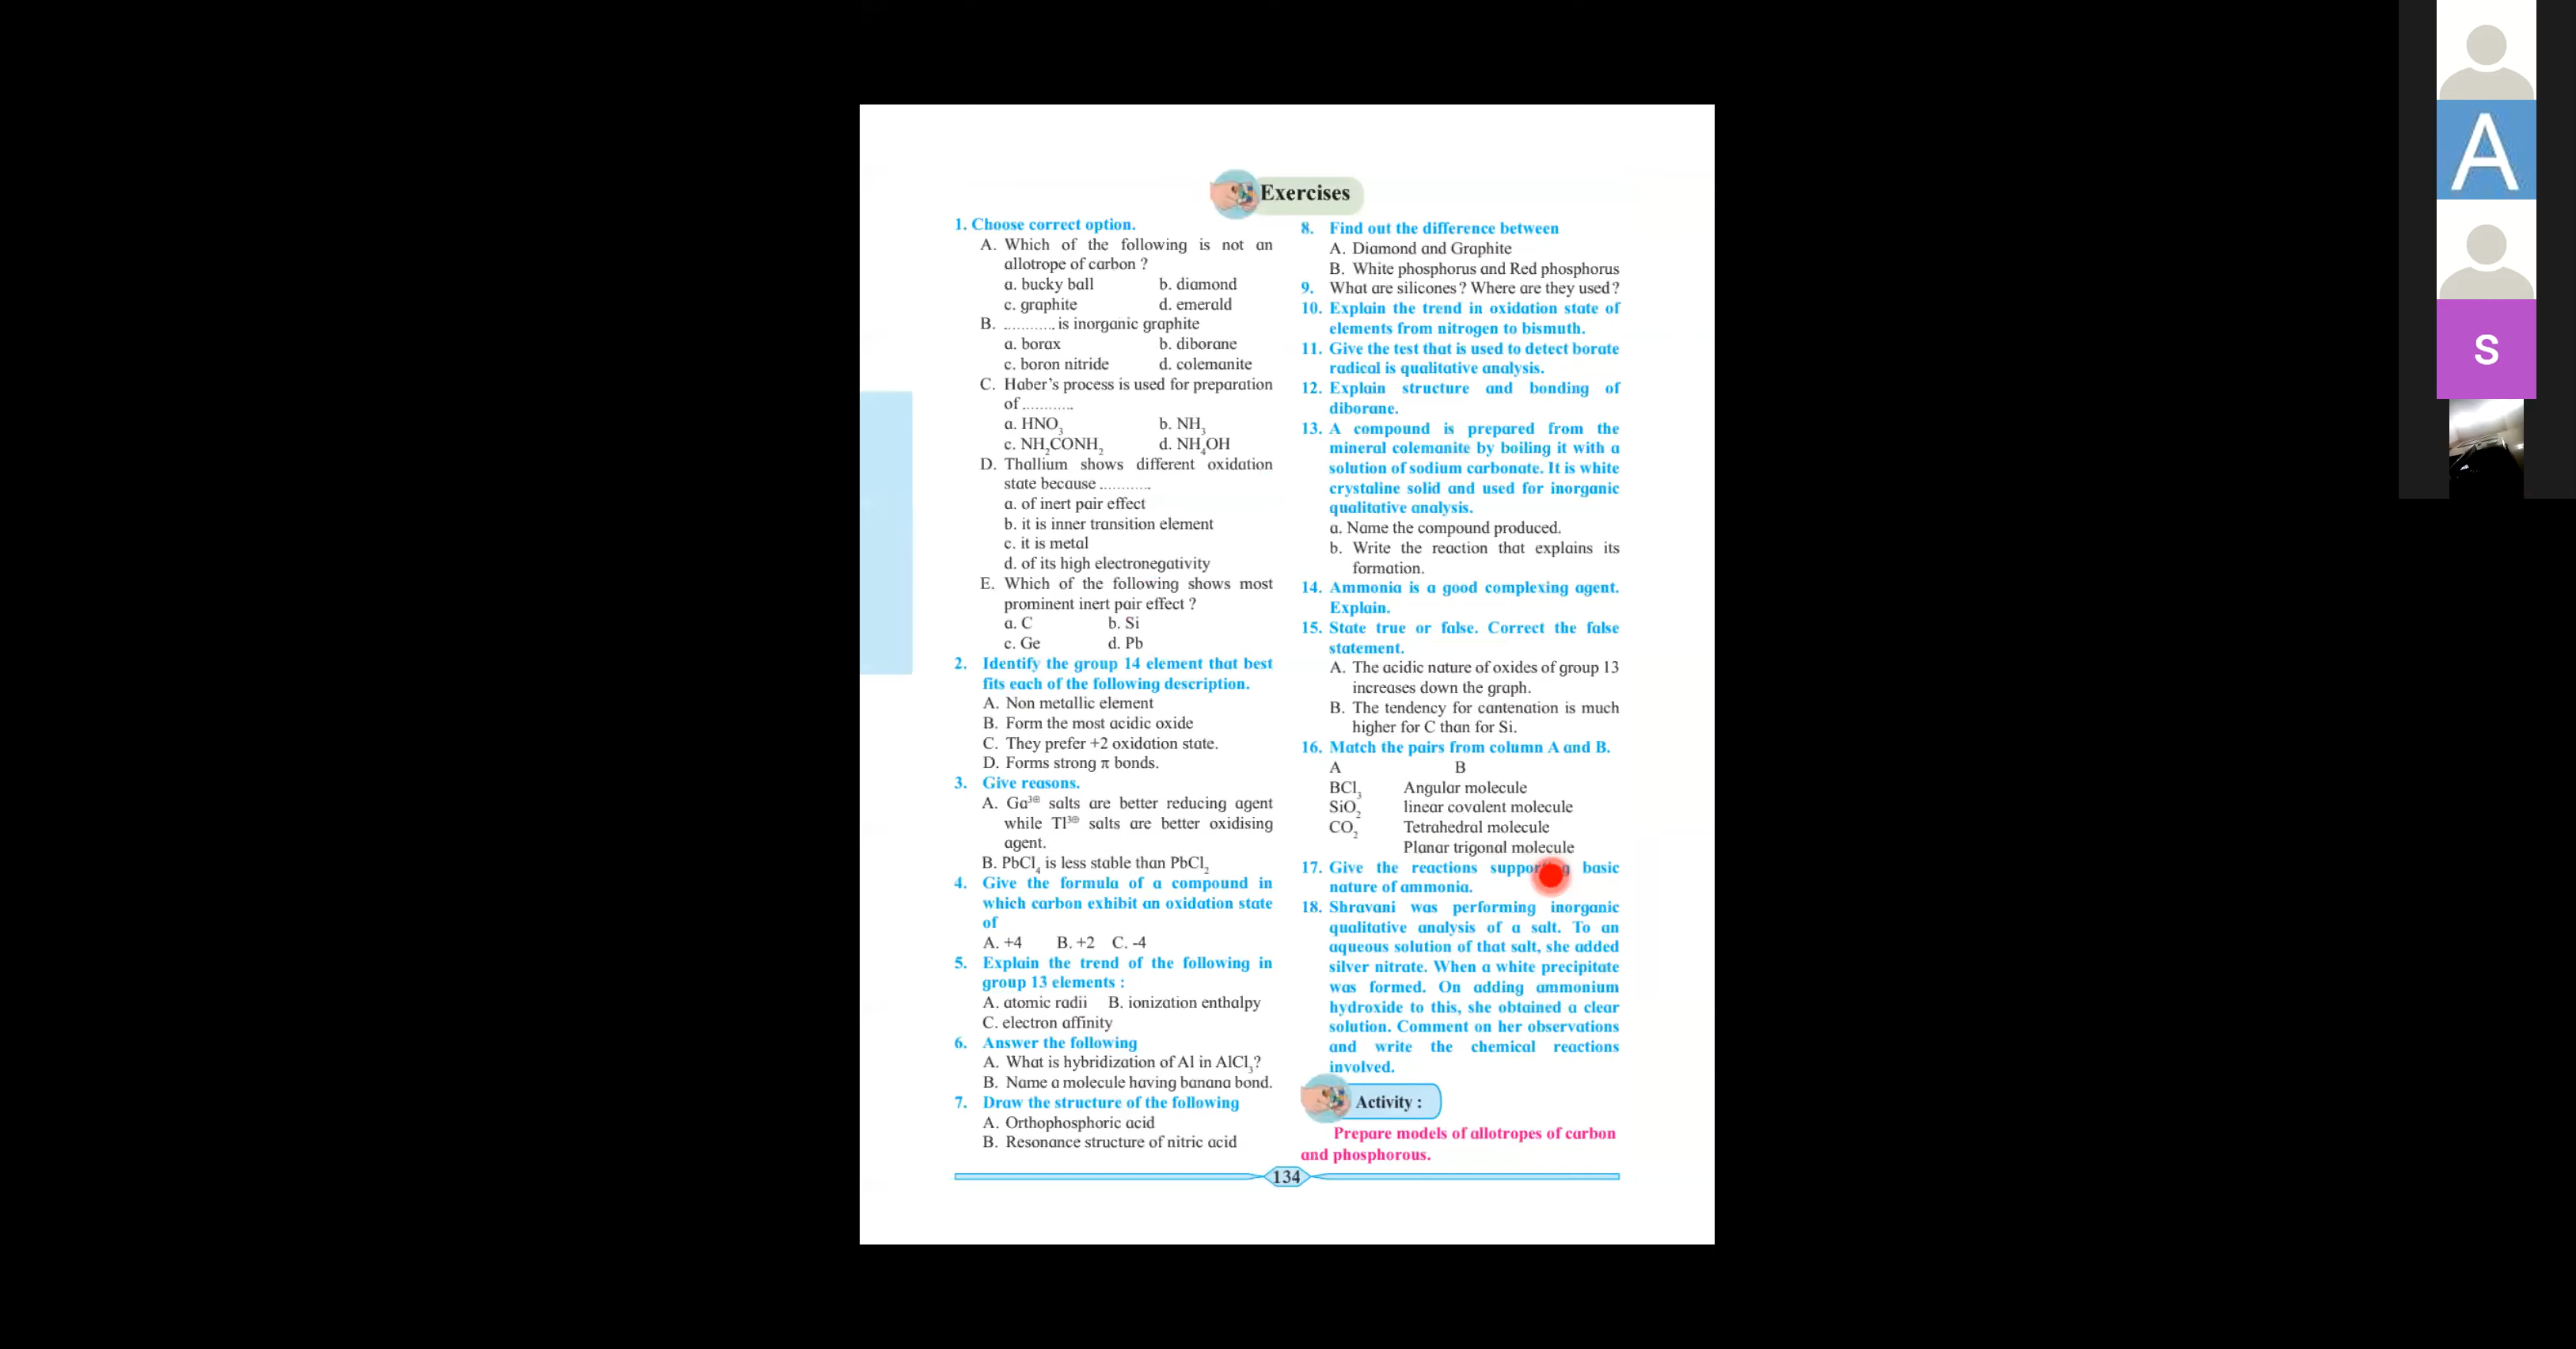 Exercises
1. Choose correct option.
A. Which of the following is not an
allotrope of carbon ?
a. bucky ball b. diamond
c. graphite d. emerald
B. ........... is inorganic graphite
a. borax b. diborane
c. boron nitride d. colemanite
C. Haber's process is used for preparation
of ...........
a. HNO₃ b. NH₃
c. NH₂CONH₂ d. NH₄OH
D. Thallium shows different oxidation
state because ...........
a. of inert pair effect
b. it is inner transition element
c. it is metal
d. of its high electronegativity
E. Which of the following shows most
prominent inert pair effect ?
a. C b. Si
c. Ge d. Pb
2. Identify the group 14 element that best
fits each of the following description.
A. Non metallic element
B. Form the most acidic oxide
C. They prefer +2 oxidation state.
D. Forms strong π bonds.
3. Give reasons.
A. Ga³⊕ salts are better reducing agent
while Tl³⊕ salts are better oxidising
agent.
B. PbCl₄ is less stable than PbCl₂
4. Give the formula of a compound in
which carbon exhibit an oxidation state
of
A. +4 B. +2 C. -4
5. Explain the trend of the following in
group 13 elements :
A. atomic radii B. ionization enthalpy
C. electron affinity
6. Answer the following
A. What is hybridization of Al in AlCl₃?
B. Name a molecule having banana bond.
7. Draw the structure of the following
A. Orthophosphoric acid
B. Resonance structure of nitric acid
8. Find out the difference between
A. Diamond and Graphite
B. White phosphorus and Red phosphorus
9. What are silicones ? Where are they used ?
10. Explain the trend in oxidation state of
elements from nitrogen to bismuth.
11. Give the test that is used to detect borate
radical is qualitative analysis.
12. Explain structure and bonding of
diborane.
13. A compound is prepared from the
mineral colemanite by boiling it with a
solution of sodium carbonate. It is white
crystaline solid and used for inorganic
qualitative analysis.
a. Name the compound produced.
b. Write the reaction that explains its
formation.
14. Ammonia is a good complexing agent.
Explain.
15. State true or false. Correct the false
statement.
A. The acidic nature of oxides of group 13
increases down the graph.
B. The tendency for cantenation is much
higher for C than for Si.
16. Match the pairs from column A and B.
A B
BCl₃ Angular molecule
SiO₂ linear covalent molecule
CO₂ Tetrahedral molecule
Planar trigonal molecule
17. Give the reactions basic
nature of ammonia.
18. Shravani was performing inorganic
qualitative analysis of a salt. To an
aqueous solution of that salt, she added
silver nitrate. When a white precipitate
was formed. On adding ammonium
hydroxide to this, she obtained a clear
solution. Comment on her observations
and write the chemical reactions
involved.
Activity :
Prepare models of allotropes of carbon
and phosphorous.
134
A
S